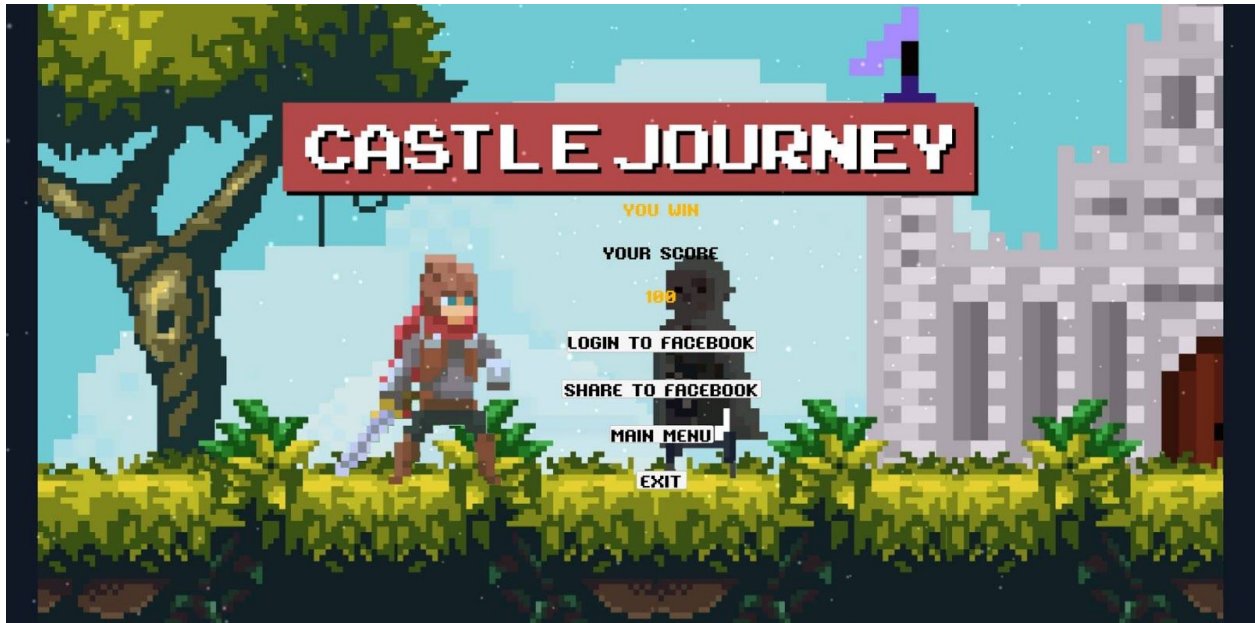 CASTLE JOURNEY
YOU WIN
YOUR SCORE
100
LOGIN TO FACEBOOK
SHARE TO FACEBOOK
MAIN MENU
EXIT